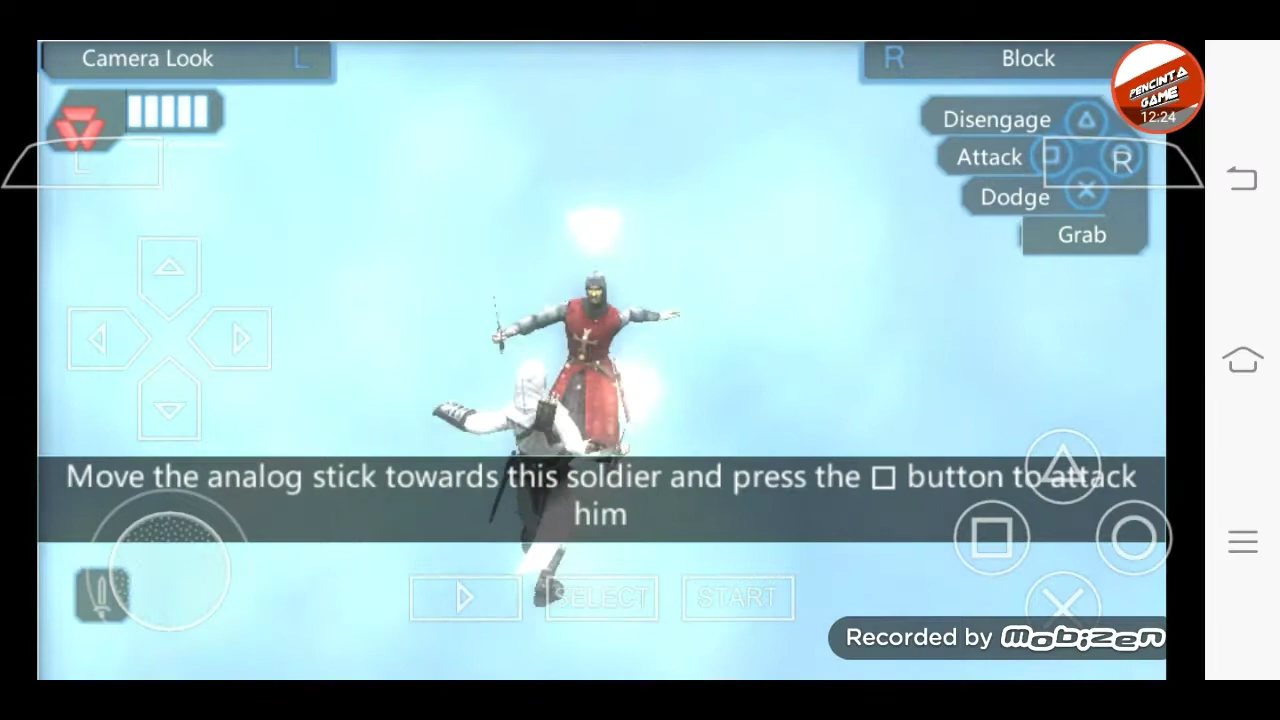 Camera Look L
R Block
PENCINTA
GAME
12:24
Disengage
Attack
R
Dodge
Grab
L
Move the analog stick towards this soldier and press the □ button to attack
him
SELECT
START
Recorded by mobizen